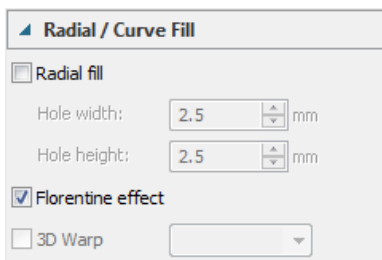 Radial / Curve Fill
Radial fill
Hole width: 2.5 mm
Hole height: 2.5 mm
Florentine effect
3D Warp